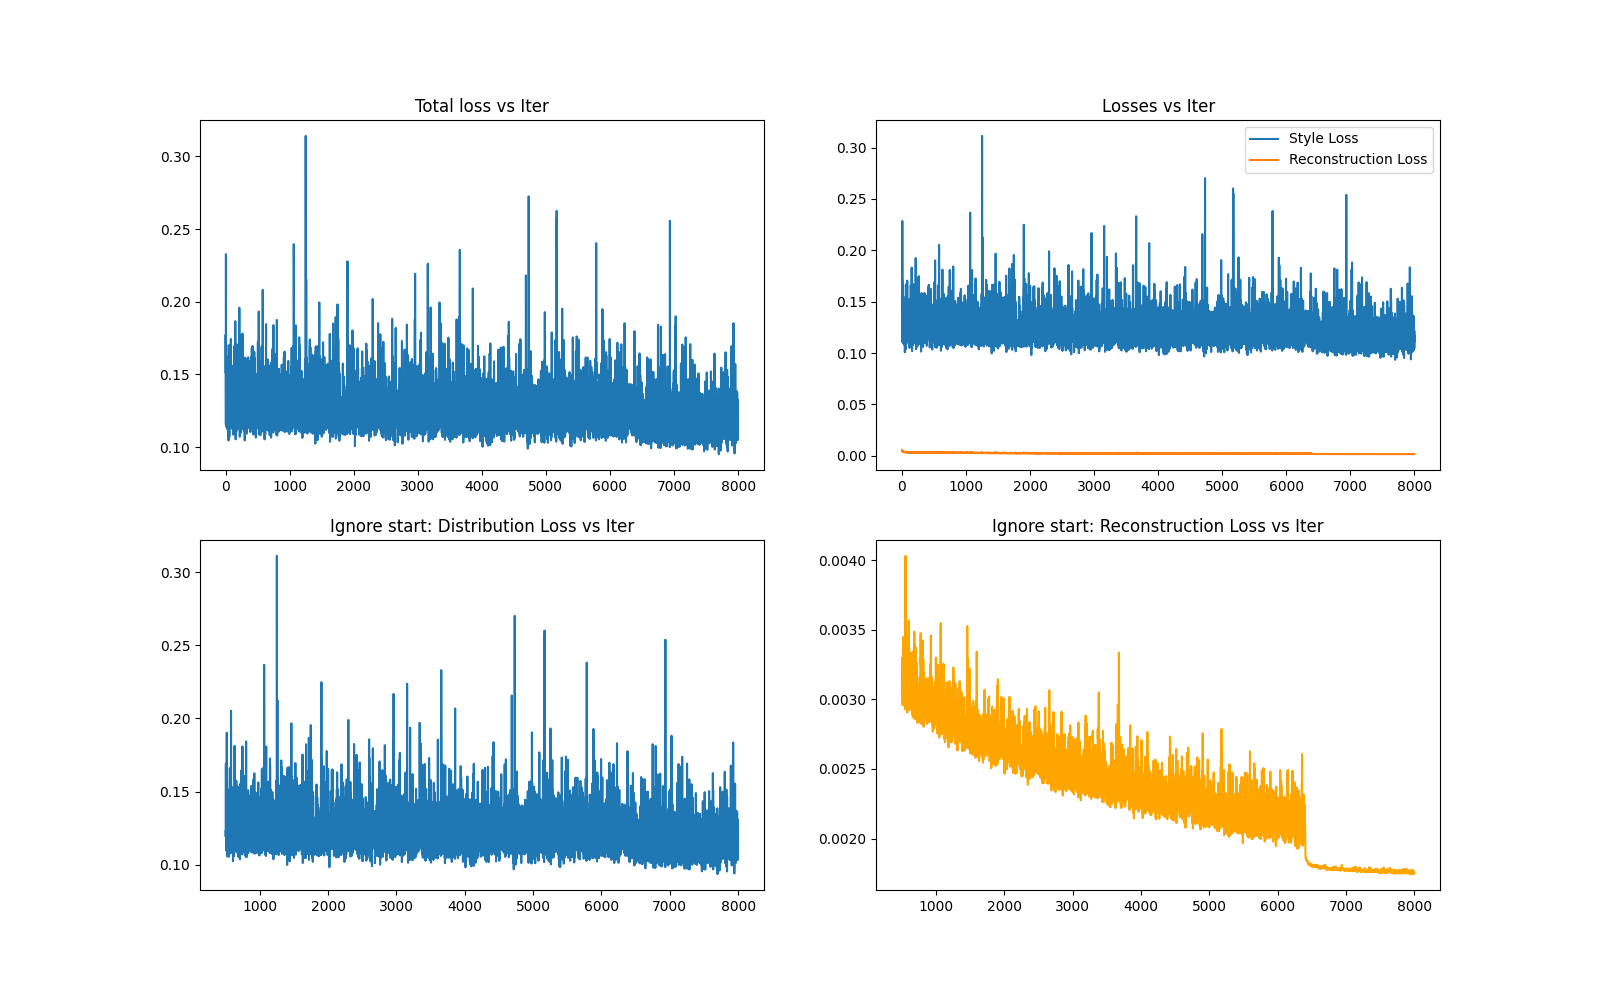 Total loss vs Iter
0.30
0.25
0.20
0.15
0.10
0 1000 2000 3000 4000 5000 6000 7000 8000
Losses vs Iter
Style Loss
Reconstruction Loss
0.30
0.25
0.20
0.15
0.10
0.05
0.00
0 1000 2000 3000 4000 5000 6000 7000 8000
Ignore start: Distribution Loss vs Iter
0.30
0.25
0.20
0.15
0.10
1000 2000 3000 4000 5000 6000 7000 8000
Ignore start: Reconstruction Loss vs Iter
0.0040
0.0035
0.0030
0.0025
0.0020
1000 2000 3000 4000 5000 6000 7000 8000